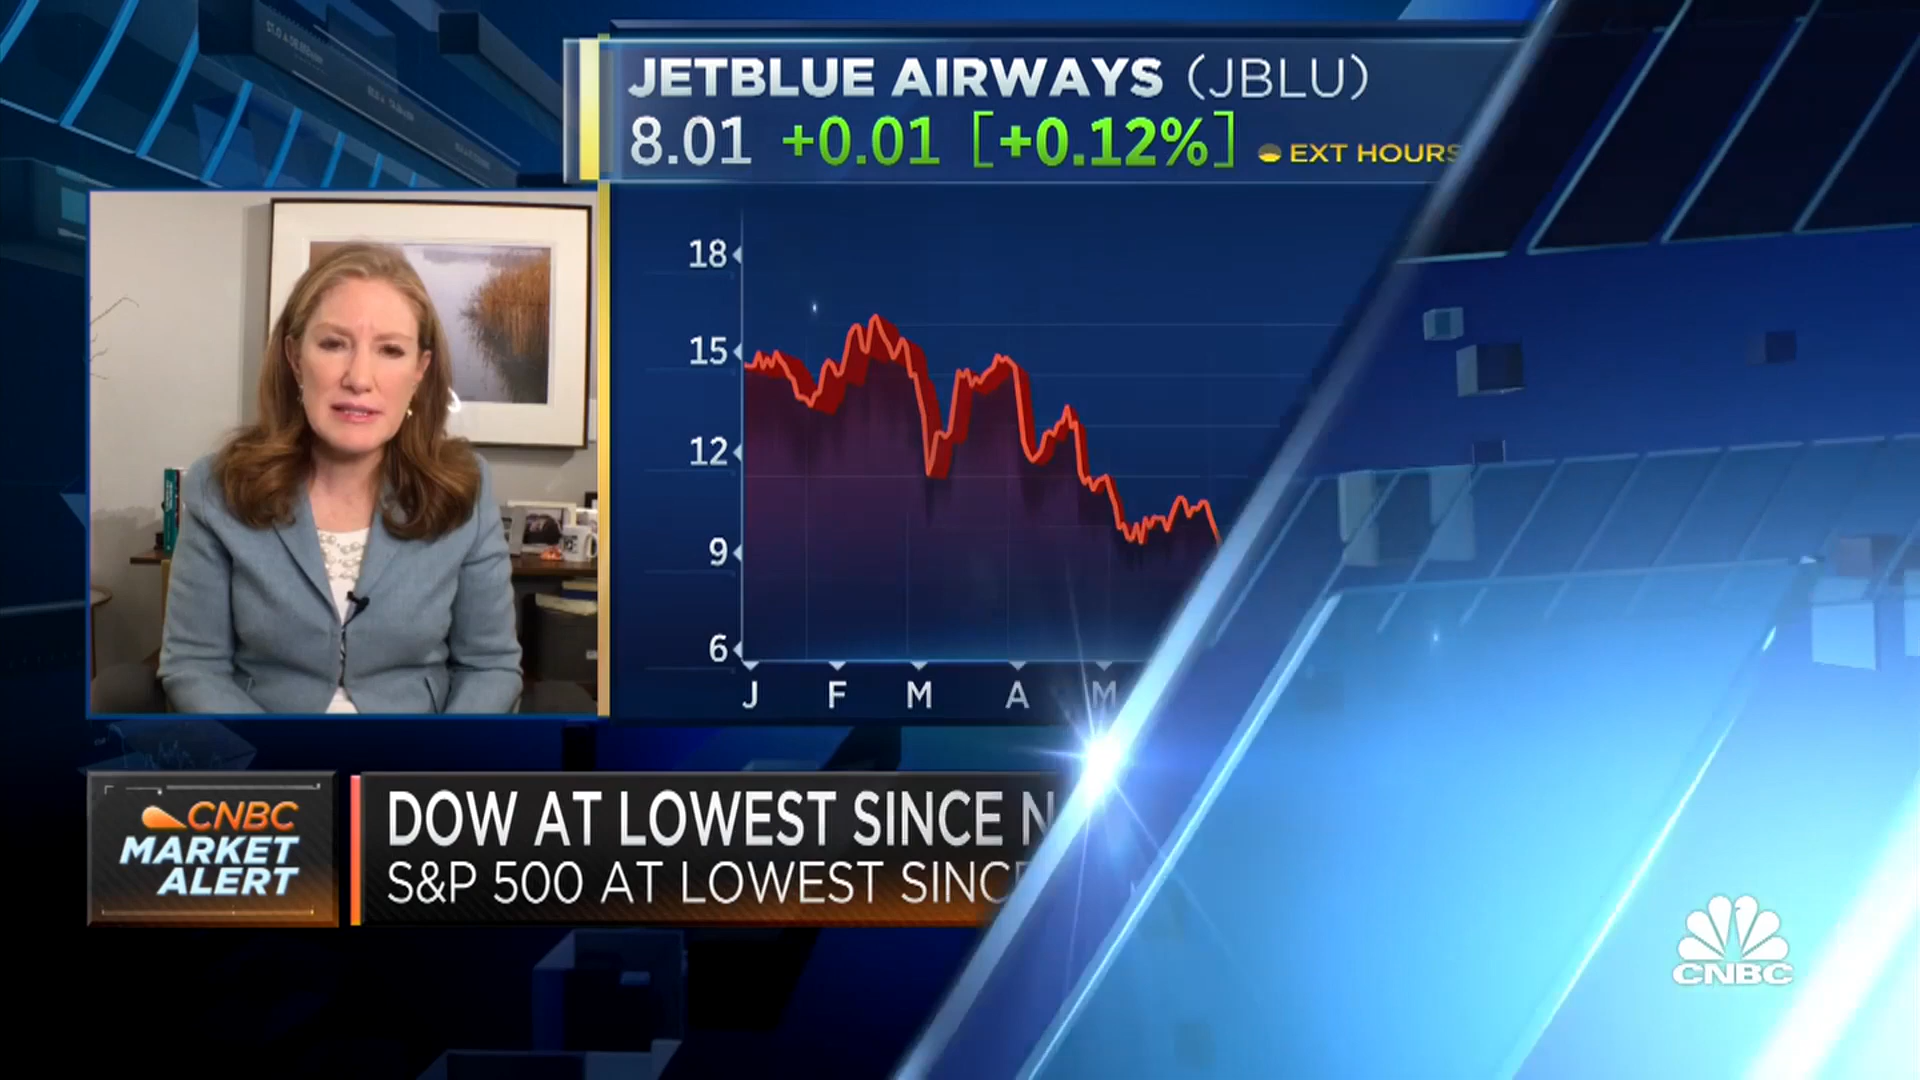 JETBLUE AIRWAYS (JBLU)
8.01 +0.01 [+0.12%] EXT HOURS
18
15
12
9
6
J F M A M
CNBC
MARKET
ALERT
DOW AT LOWEST SINCE N
S&P 500 AT LOWEST SINCE
CNBC